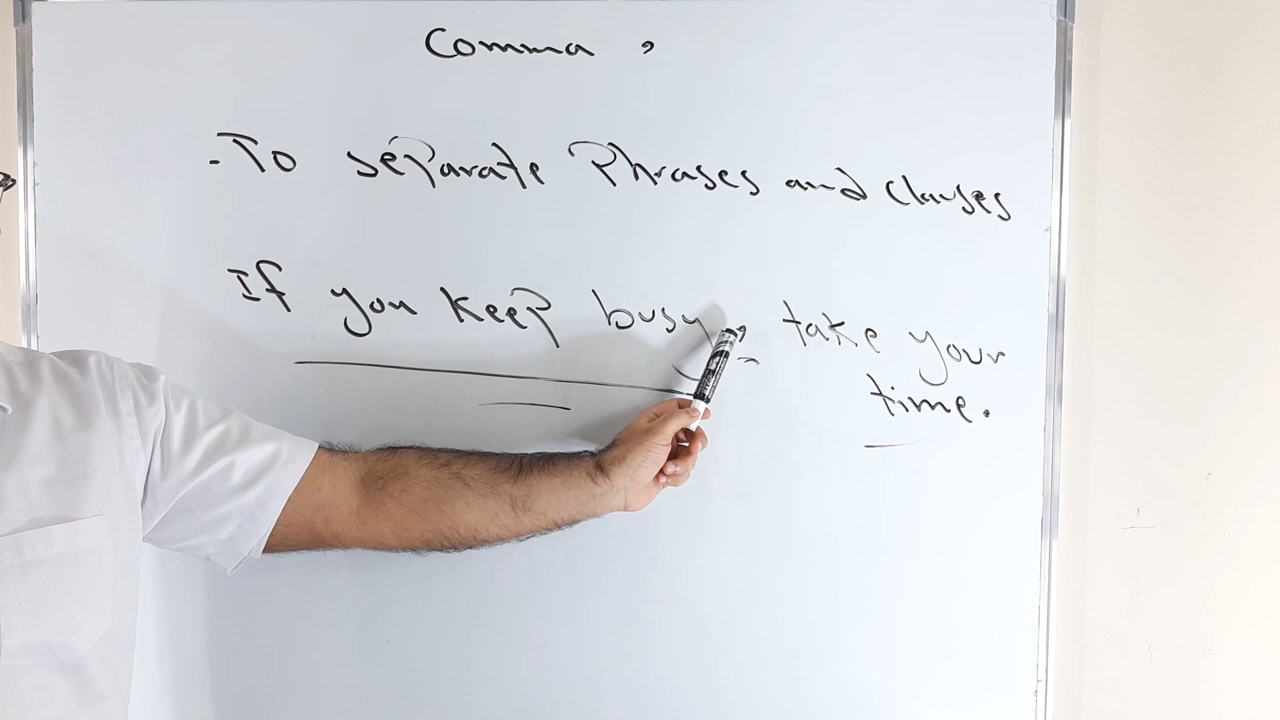 Comma ,
- To separate Phrases and clauses
If you keep busy, take your
time.